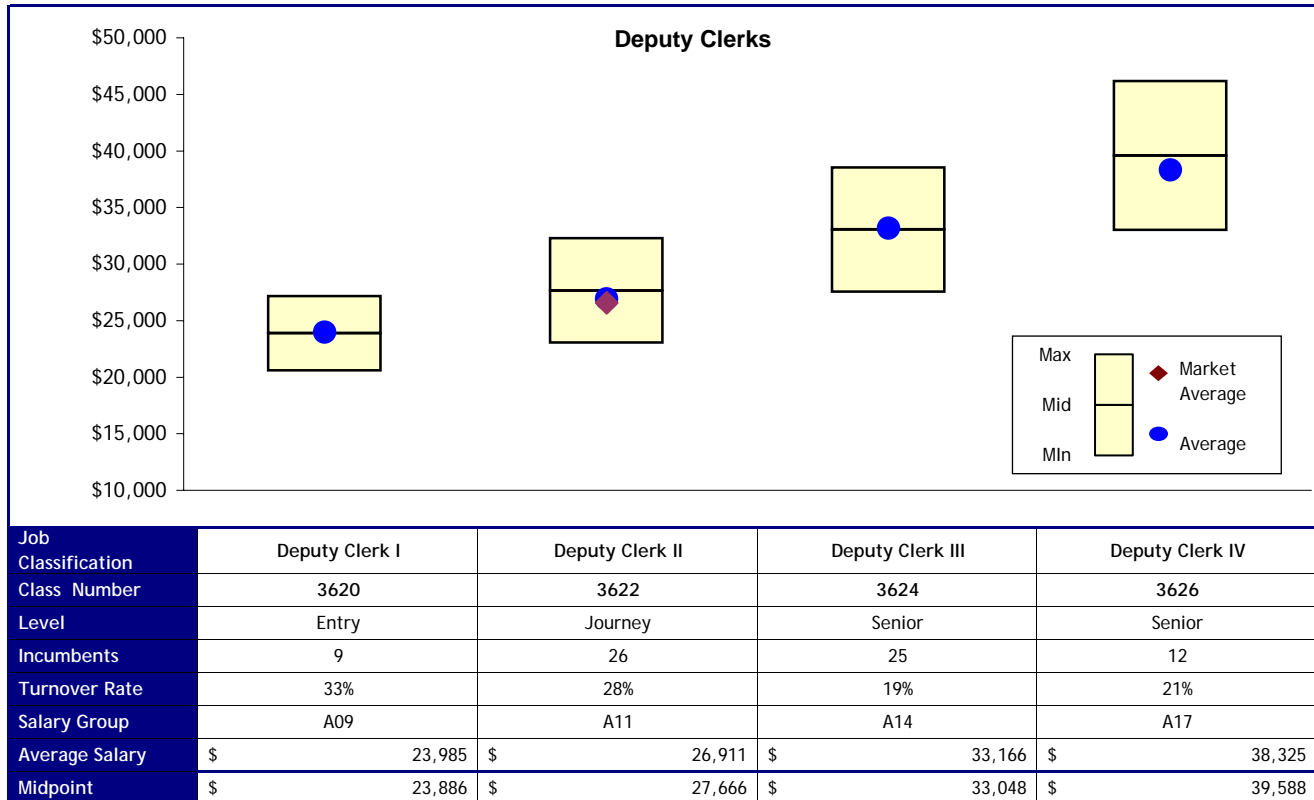 Deputy Clerks
$50,000
$45,000
$40,000
$35,000
$30,000
$25,000
$20,000
$15,000
$10,000
Max
Mid
MIn
Market
Average
Average
Job
Classification
Deputy Clerk I Deputy Clerk II Deputy Clerk III Deputy Clerk IV
Class Number 3620 3622 3624 3626
Level Entry Journey Senior Senior
Incumbents 9 26 25 12
Turnover Rate 33% 28% 19% 21%
Salary Group A09 A11 A14 A17
Average Salary $ 23,985 $ 26,911 $ 33,166 $ 38,325
Midpoint $ 23,886 $ 27,666 $ 33,048 $ 39,588